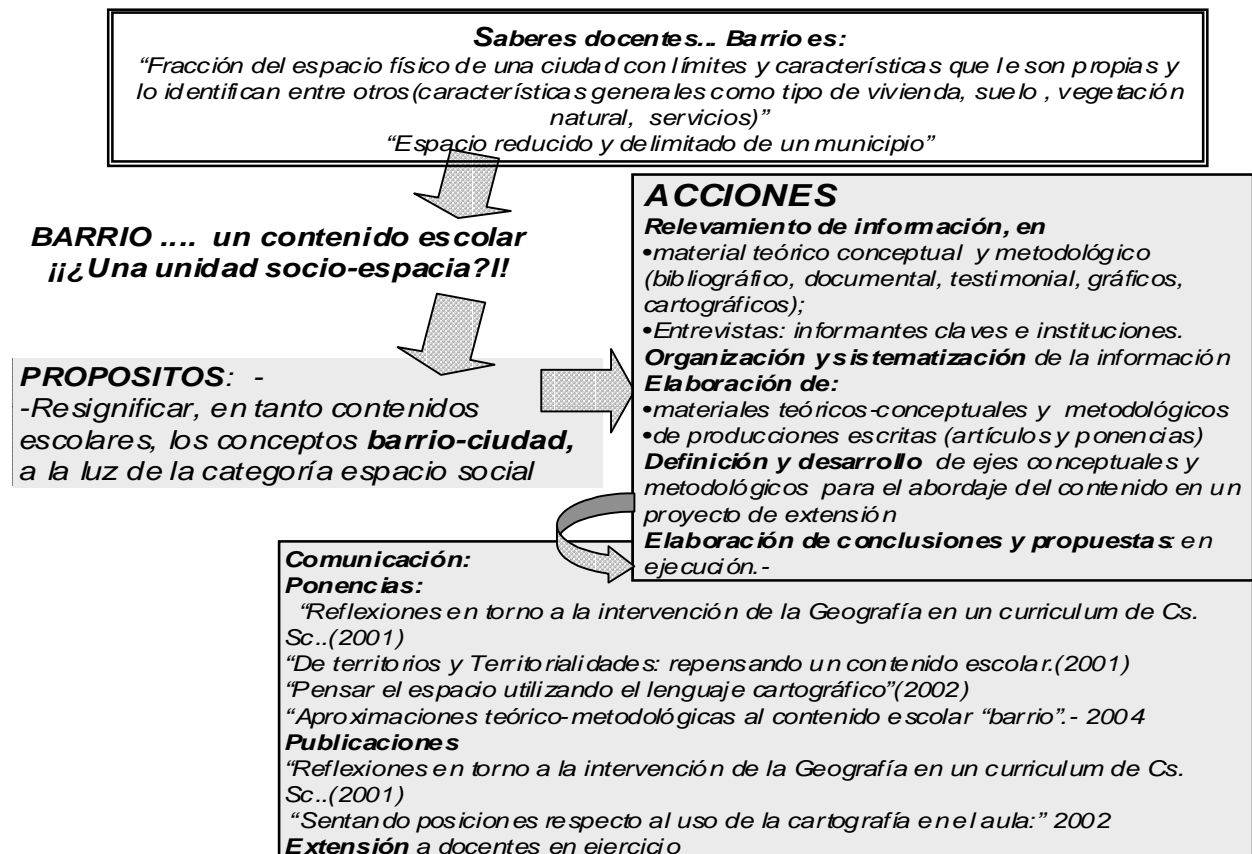 Saberes docentes... Barrio es:
“Fracción del espacio físico de una ciudad con límites y características que le son propias y
lo identifican entre otros(características generales como tipo de vivienda, suelo , vegetación
natural, servicios)”
“Espacio reducido y delimitado de un municipio”
BARRIO .... un contenido escolar
¡¡¿Una unidad socio-espacia?I!
PROPOSITOS: -
-Resignificar, en tanto contenidos
escolares, los conceptos barrio-ciudad,
a la luz de la categoría espacio social
ACCIONES
Relevamiento de información, en
•material teórico conceptual y metodológico
(bibliográfico, documental, testimonial, gráficos,
cartográficos);
•Entrevistas: informantes claves e instituciones.
Organización y sistematización de la información
Elaboración de:
•materiales teóricos-conceptuales y metodológicos
•de producciones escritas (artículos y ponencias)
Definición y desarrollo de ejes conceptuales y
metodológicos para el abordaje del contenido en un
proyecto de extensión
Elaboración de conclusiones y propuestas: en
ejecución.-
Comunicación:
Ponencias:
“Reflexiones en torno a la intervención de la Geografía en un curriculum de Cs.
Sc..(2001)
“De territorios y Territorialidades: repensando un contenido escolar.(2001)
“Pensar el espacio utilizando el lenguaje cartográfico”(2002)
“Aproximaciones teórico-metodológicas al contenido escolar “barrio”.- 2004
Publicaciones
“Reflexiones en torno a la intervención de la Geografía en un curriculum de Cs.
Sc..(2001)
“Sentando posiciones respecto al uso de la cartografía en el aula:” 2002
Extensión a docentes en ejercicio